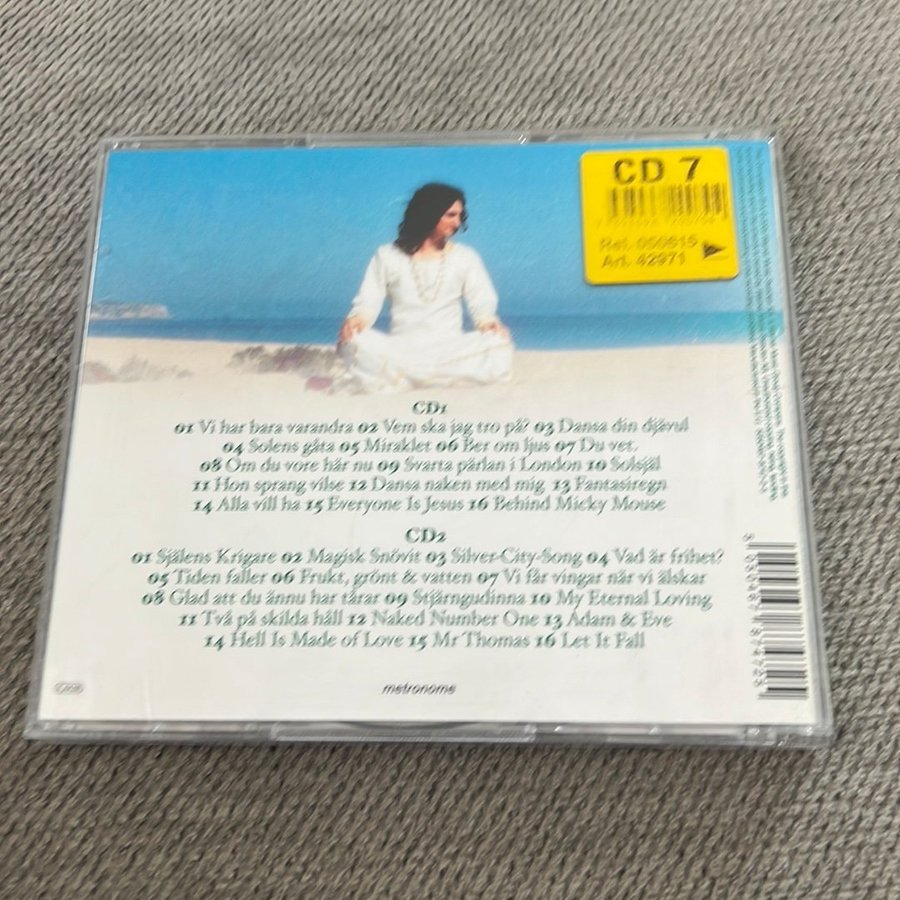 CD 7
Rel. 050615
Art. 42971
CD1
01 Vi har bara varandra 02 Vem ska jag tro på? 03 Dansa din djävul
04 Solens gåta 05 Miraklet 06 Ber om ljus 07 Du vet.
08 Om du vore här nu 09 Svarta pärlan i London 10 Solsjäl
11 Hon sprang vilse 12 Dansa naken med mig 13 Fantasiregn
14 Alla vill ha 15 Everyone Is Jesus 16 Behind Micky Mouse
CD2
01 Själens Krigare 02 Magisk Snövit 03 Silver-City-Song 04 Vad är frihet?
05 Tiden faller 06 Frukt, grönt & vatten 07 Vi får vingar när vi älskar
08 Glad att du ännu har tårar 09 Stjärngudinna 10 My Eternal Loving
11 Två på skilda håll 12 Naked Number One 13 Adam & Eve
14 Hell Is Made of Love 15 Mr Thomas 16 Let It Fall
metronome